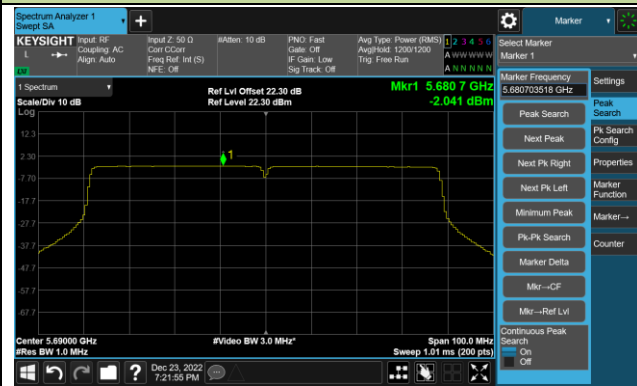 Spectrum Analyzer 1
Swept SA
Marker
KEYSIGHT
L
Input: RF
Coupling: AC
Align: Auto
Input Z: 50 Ω
Corr CCorr
Freq Ref: Int (S)
NFE: Off
#Atten: 10 dB
PNO: Fast
Gate: Off
IF Gain: Low
Sig Track: Off
Avg Type: Power (RMS)
Avg|Hold: 1200/1200
Trig: Free Run
1 2 3 4 5 6
A W W W W W
A N N N N N
Select Marker
Marker 1
1 Spectrum
Scale/Div 10 dB
Log
Ref Lvl Offset 22.30 dB
Ref Level 22.30 dBm
Mkr1 5.680 7 GHz
-2.041 dBm
12.3
2.30
-7.70
-17.7
-27.7
-37.7
-47.7
-57.7
-67.7
1
Center 5.69000 GHz
#Res BW 1.0 MHz
#Video BW 3.0 MHz*
Span 100.0 MHz
Sweep 1.01 ms (200 pts)
Marker Frequency
5.680703518 GHz
Peak Search
Next Peak
Next Pk Right
Next Pk Left
Minimum Peak
Pk-Pk Search
Marker Delta
Mkr→CF
Mkr→Ref Lvl
Continuous Peak
Search
On
Off
Settings
Peak
Search
Pk Search
Config
Properties
Marker
Function
Marker→
Counter
Dec 23, 2022
7:21:55 PM